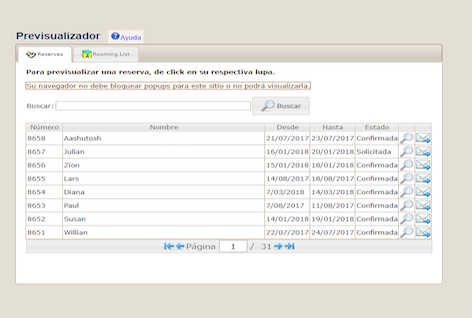 Previsualizador Ayuda
Reservas Rooming List
Para previsualizar una reserva, de click en su respectiva lupa.
Su navegador no debe bloquear popups para este sitio o no podrá visualizarla.
Buscar: Buscar
Número Nombre Desde Hasta Estado
8658 Aashutosh 21/07/2017 23/07/2017 Confirmada
8657 Julian 16/01/2018 20/01/2018 Solicitada
8656 Zion 15/01/2018 18/01/2018 Confirmada
8655 Lars 14/08/2017 18/08/2017 Confirmada
8654 Diana 7/03/2018 14/03/2018 Confirmada
8653 Paul 7/08/2017 11/08/2017 Confirmada
8652 Susan 14/01/2018 19/01/2018 Confirmada
8651 Willian 22/07/2017 24/07/2017 Confirmada
Página 1 / 31